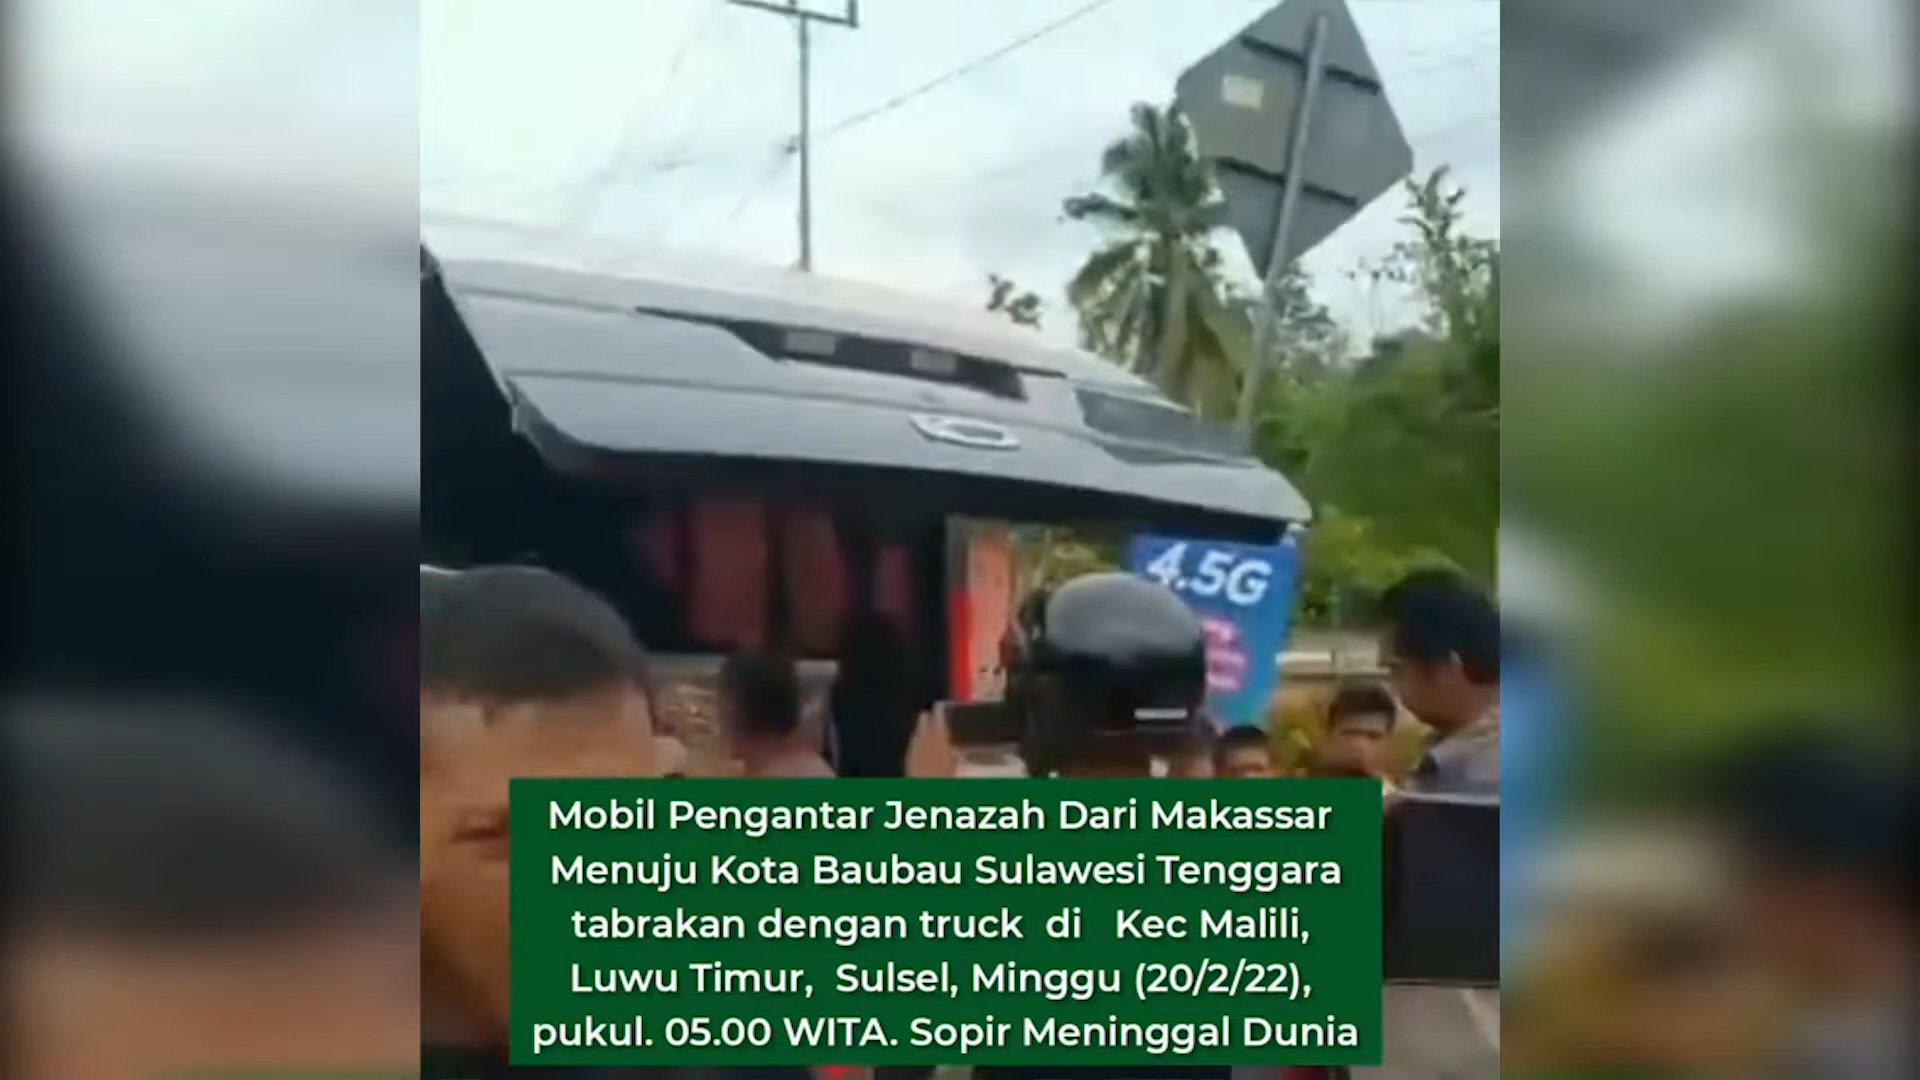 4.5G
Mobil Pengantar Jenazah Dari Makassar
Menuju Kota Baubau Sulawesi Tenggara
tabrakan dengan truck di Kec Malili,
Luwu Timur, Sulsel, Minggu (20/2/22),
pukul. 05.00 WITA. Sopir Meninggal Dunia